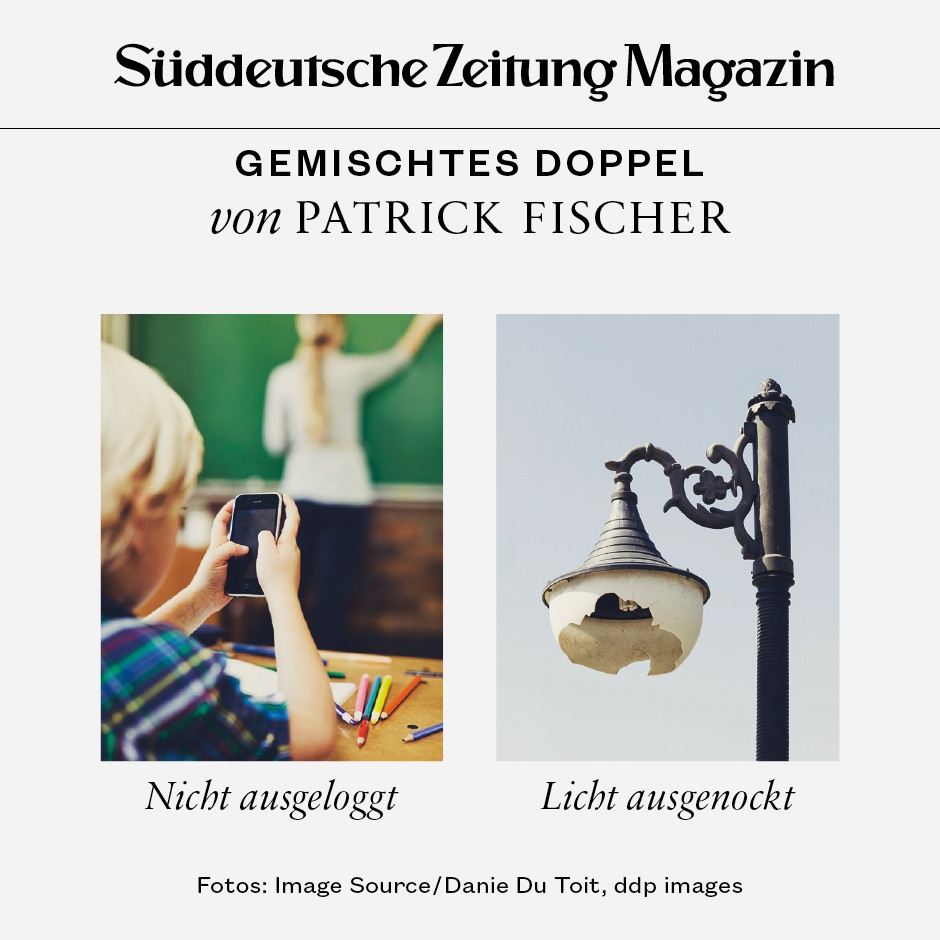 Süddeutsche Zeitung Magazin
GEMISCHTES DOPPEL
von PATRICK FISCHER
Nicht ausgeloggt
Licht ausgenockt
Fotos: Image Source/Danie Du Toit, ddp images